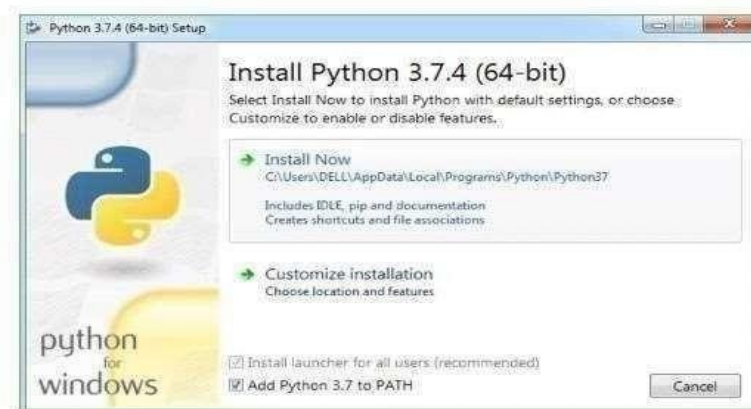 Python 3.7.4 (64-bit) Setup
Install Python 3.7.4 (64-bit)
Select Install Now to install Python with default settings, or choose
Customize to enable or disable features.
Install Now
C:\Users\DELL\AppData\Local\Programs\Python\Python37
Includes IDLE, pip and documentation
Creates shortcuts and file associations
Customize installation
Choose location and features
python
for
windows
Install launcher for all users (recommended)
Add Python 3.7 to PATH
Cancel